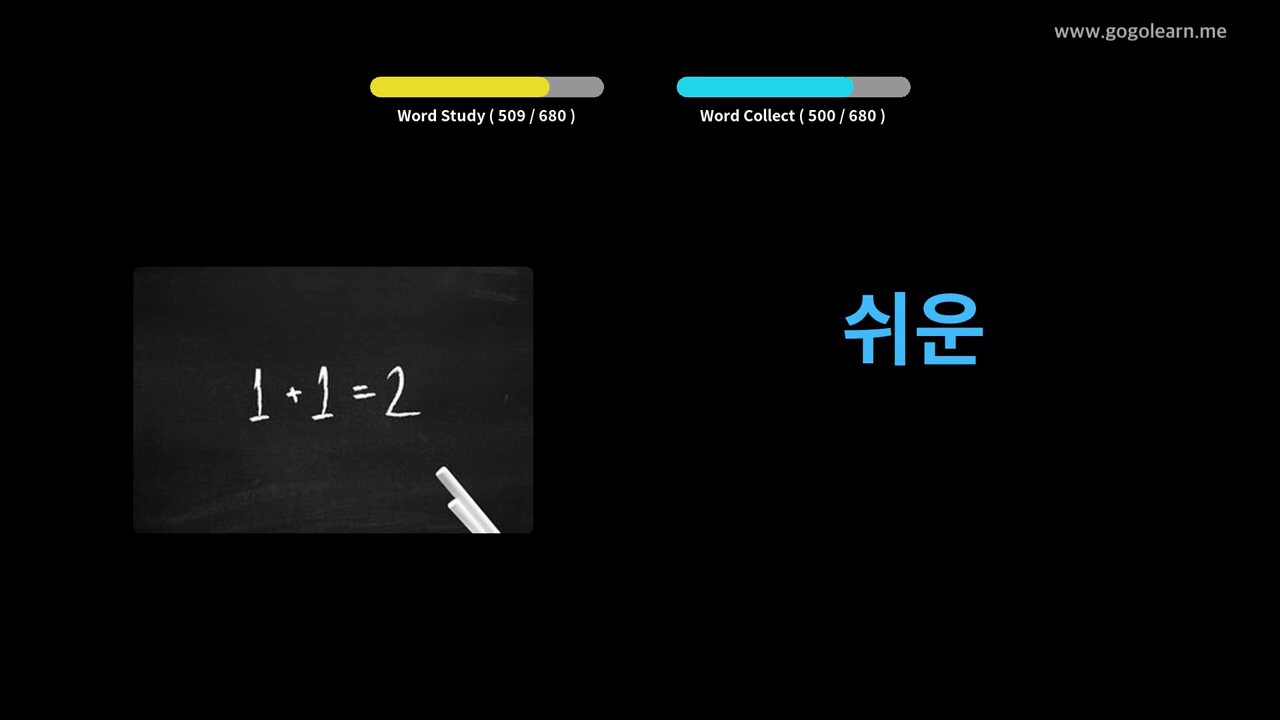 www.gogolearn.me
Word Study ( 509 / 680 )
Word Collect ( 500 / 680 )
쉬운
1 + 1 = 2